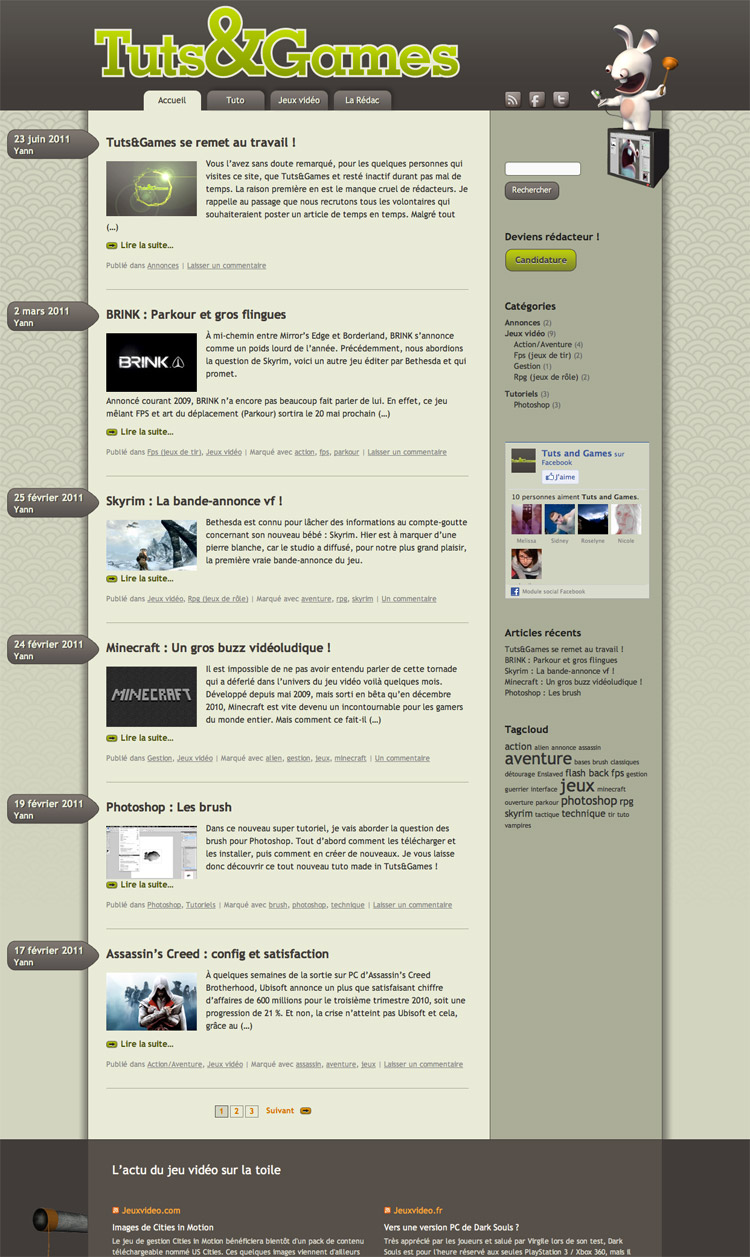 Tuts&Games
Accueil
Tuto
Jeux vidéo
La Rédac
23 juin 2011
Yann
Tuts&Games se remet au travail !
Vous l'avez sans doute remarqué, pour les quelques personnes qui
visites ce site, que Tuts&Games et resté inactif durant pas mal de
temps. La raison première en est le manque cruel de rédacteurs. Je
rappelle au passage que nous recrutons tous les volontaires qui
souhaiteraient poster un article de temps en temps. Malgré tout
(...)
Lire la suite...
Publié dans Annonces | Laisser un commentaire
2 mars 2011
Yann
BRINK : Parkour et gros flingues
BRINK
À mi-chemin entre Mirror's Edge et Borderland, BRINK s'annonce
comme un poids lourd de l'année. Précédemment, nous abordions
la question de Skyrim, voici un autre jeu éditer par Bethesda et qui
promet.
Annoncé courant 2009, BRINK n'a encore pas beaucoup fait parler de lui. En effet, ce jeu
mêlant FPS et art du déplacement (Parkour) sortira le 20 mai prochain (...)
Lire la suite...
Publié dans Fps (jeux de tir), Jeux vidéo | Marqué avec action, fps, parkour | Laisser un commentaire
25 février 2011
Yann
Skyrim : La bande-annonce vf !
Bethesda est connu pour lâcher des informations au compte-goutte
concernant son nouveau bébé : Skyrim. Hier est à marquer d'une
pierre blanche, car le studio a diffusé, pour notre plus grand plaisir,
la première vraie bande-annonce du jeu.
Lire la suite...
Publié dans Jeux vidéo, Rpg (jeux de rôle) | Marqué avec aventure, rpg, skyrim | Un commentaire
24 février 2011
Yann
Minecraft : Un gros buzz vidéoludique !
MINECRAFT
Il est impossible de ne pas avoir entendu parler de cette tornade
qui a déferlé dans l'univers du jeu vidéo voilà quelques mois.
Développé depuis mai 2009, mais sorti en bêta qu'en décembre
2010, Minecraft est vite devenu un incontournable pour les gamers
du monde entier. Mais comment ce fait-il (...)
Lire la suite...
Publié dans Gestion, Jeux vidéo | Marqué avec alien, gestion, jeux, minecraft | Un commentaire
19 février 2011
Yann
Photoshop : Les brush
Dans ce nouveau super tutoriel, je vais aborder la question des
brush pour Photoshop. Tout d'abord comment les télécharger et
les installer, puis comment en créer de nouveaux. Je vous laisse
donc découvrir ce tout nouveau tuto made in Tuts&Games !
Lire la suite...
Publié dans Photoshop, Tutoriels | Marqué avec brush, photoshop, technique | Laisser un commentaire
17 février 2011
Yann
Assassin's Creed : config et satisfaction
À quelques semaines de la sortie sur PC d'Assassin's Creed
Brotherhood, Ubisoft annonce un plus que satisfaisant chiffre
d'affaires de 600 millions pour le troisième trimestre 2010, soit une
progression de 21 %. Et non, la crise n'atteint pas Ubisoft et cela,
grâce au (...)
Lire la suite...
Publié dans Action/Aventure, Jeux vidéo | Marqué avec assassin, aventure, jeux | Laisser un commentaire
1 2 3 Suivant
Rechercher
Deviens rédacteur !
Candidature
Catégories
Annonces (2)
Jeux vidéo (9)
Action/Aventure (4)
Fps (jeux de tir) (2)
Gestion (1)
Rpg (jeux de rôle) (2)
Tutoriels (3)
Photoshop (3)
Tuts and Games sur
Facebook
J'aime
10 personnes aiment Tuts and Games.
Melissa Sidney Roselyne Nicole
Module social Facebook
Articles récents
Tuts&Games se remet au travail !
BRINK : Parkour et gros flingues
Skyrim : La bande-annonce vf !
Minecraft : Un gros buzz vidéoludique !
Photoshop : Les brush
Tagcloud
action alien annonce assassin
aventure bases brush classiques
détourage Enslaved flash back fps gestion
guerrier interface jeux minecraft
ouverture parkour photoshop rpg
skyrim tactique technique tir tuto
vampires
L'actu du jeu vidéo sur la toile
Jeuxvideo.com
Images de Cities in Motion
Le jeu de gestion Cities in Motion bénéficiera bientôt d'un pack de contenu
téléchargeable nommé US Cities. Ces quelques images viennent d'ailleurs
Jeuxvideo.fr
Vers une version PC de Dark Souls ?
Très apprécié par les joueurs et salué par Virgile lors de son test, Dark
Souls est pour l'heure réservé aux seules PlayStation 3 / Xbox 360, mais il